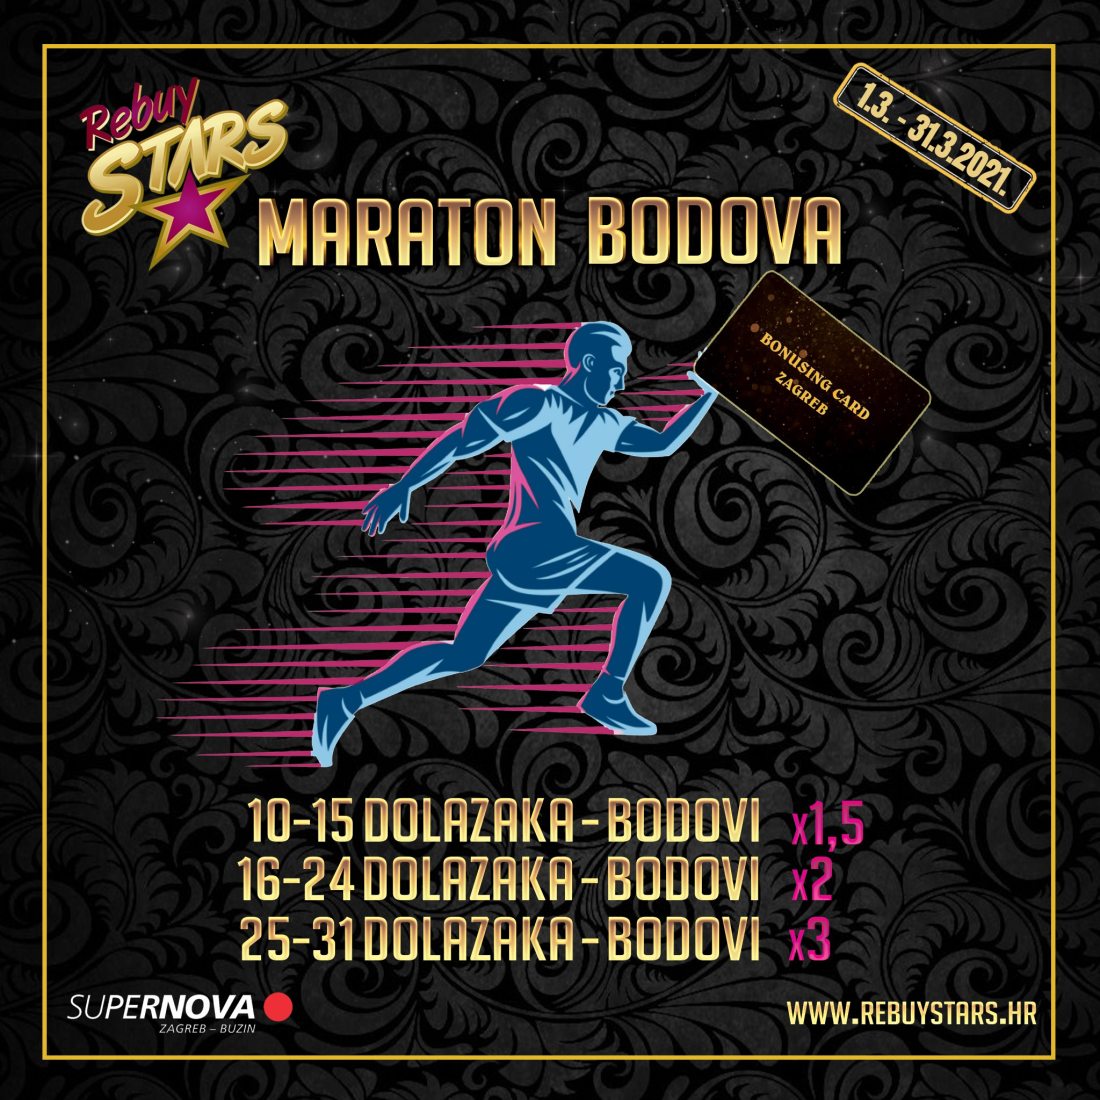 Rebuy
STARS
1.3. - 31.3.2021.
MARATON BODOVA
BONUSING CARD
ZAGREB
10-15 DOLAZAKA - BODOVI x1,5
16-24 DOLAZAKA - BODOVI x2
25-31 DOLAZAKA - BODOVI x3
SUPERNOVA
ZAGREB – BUZIN
WWW.REBUYSTARS.HR